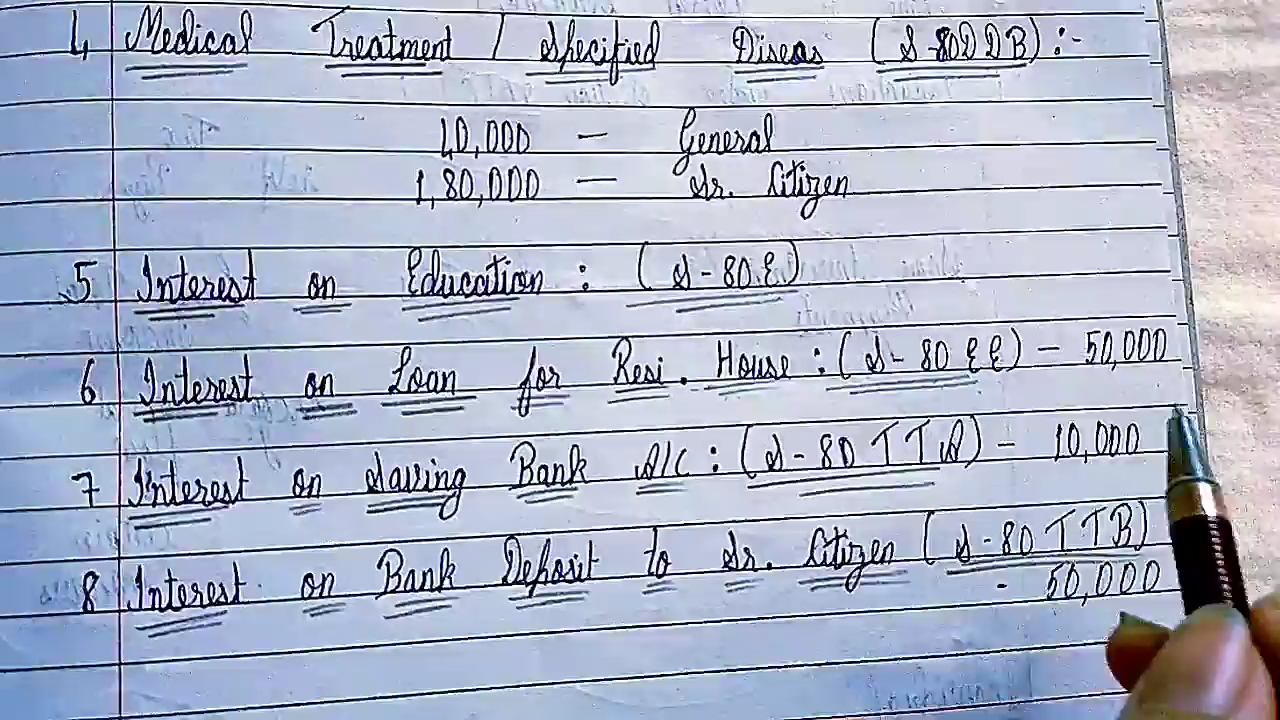 4 Medical Treatment / Specified Diseas (S-80DDB) :-
40,000 - General
1,80,000 - Sr. Citizen
5 Interest on Education : (S-80E)
6 Interest on Loan for Resi. House : (S-80EE) - 50,000
7 Interest on Saving Bank A/C : (S-80TTA) - 10,000
8 Interest on Bank Deposit to Sr. Citizen (S-80TTB)
- 50,000